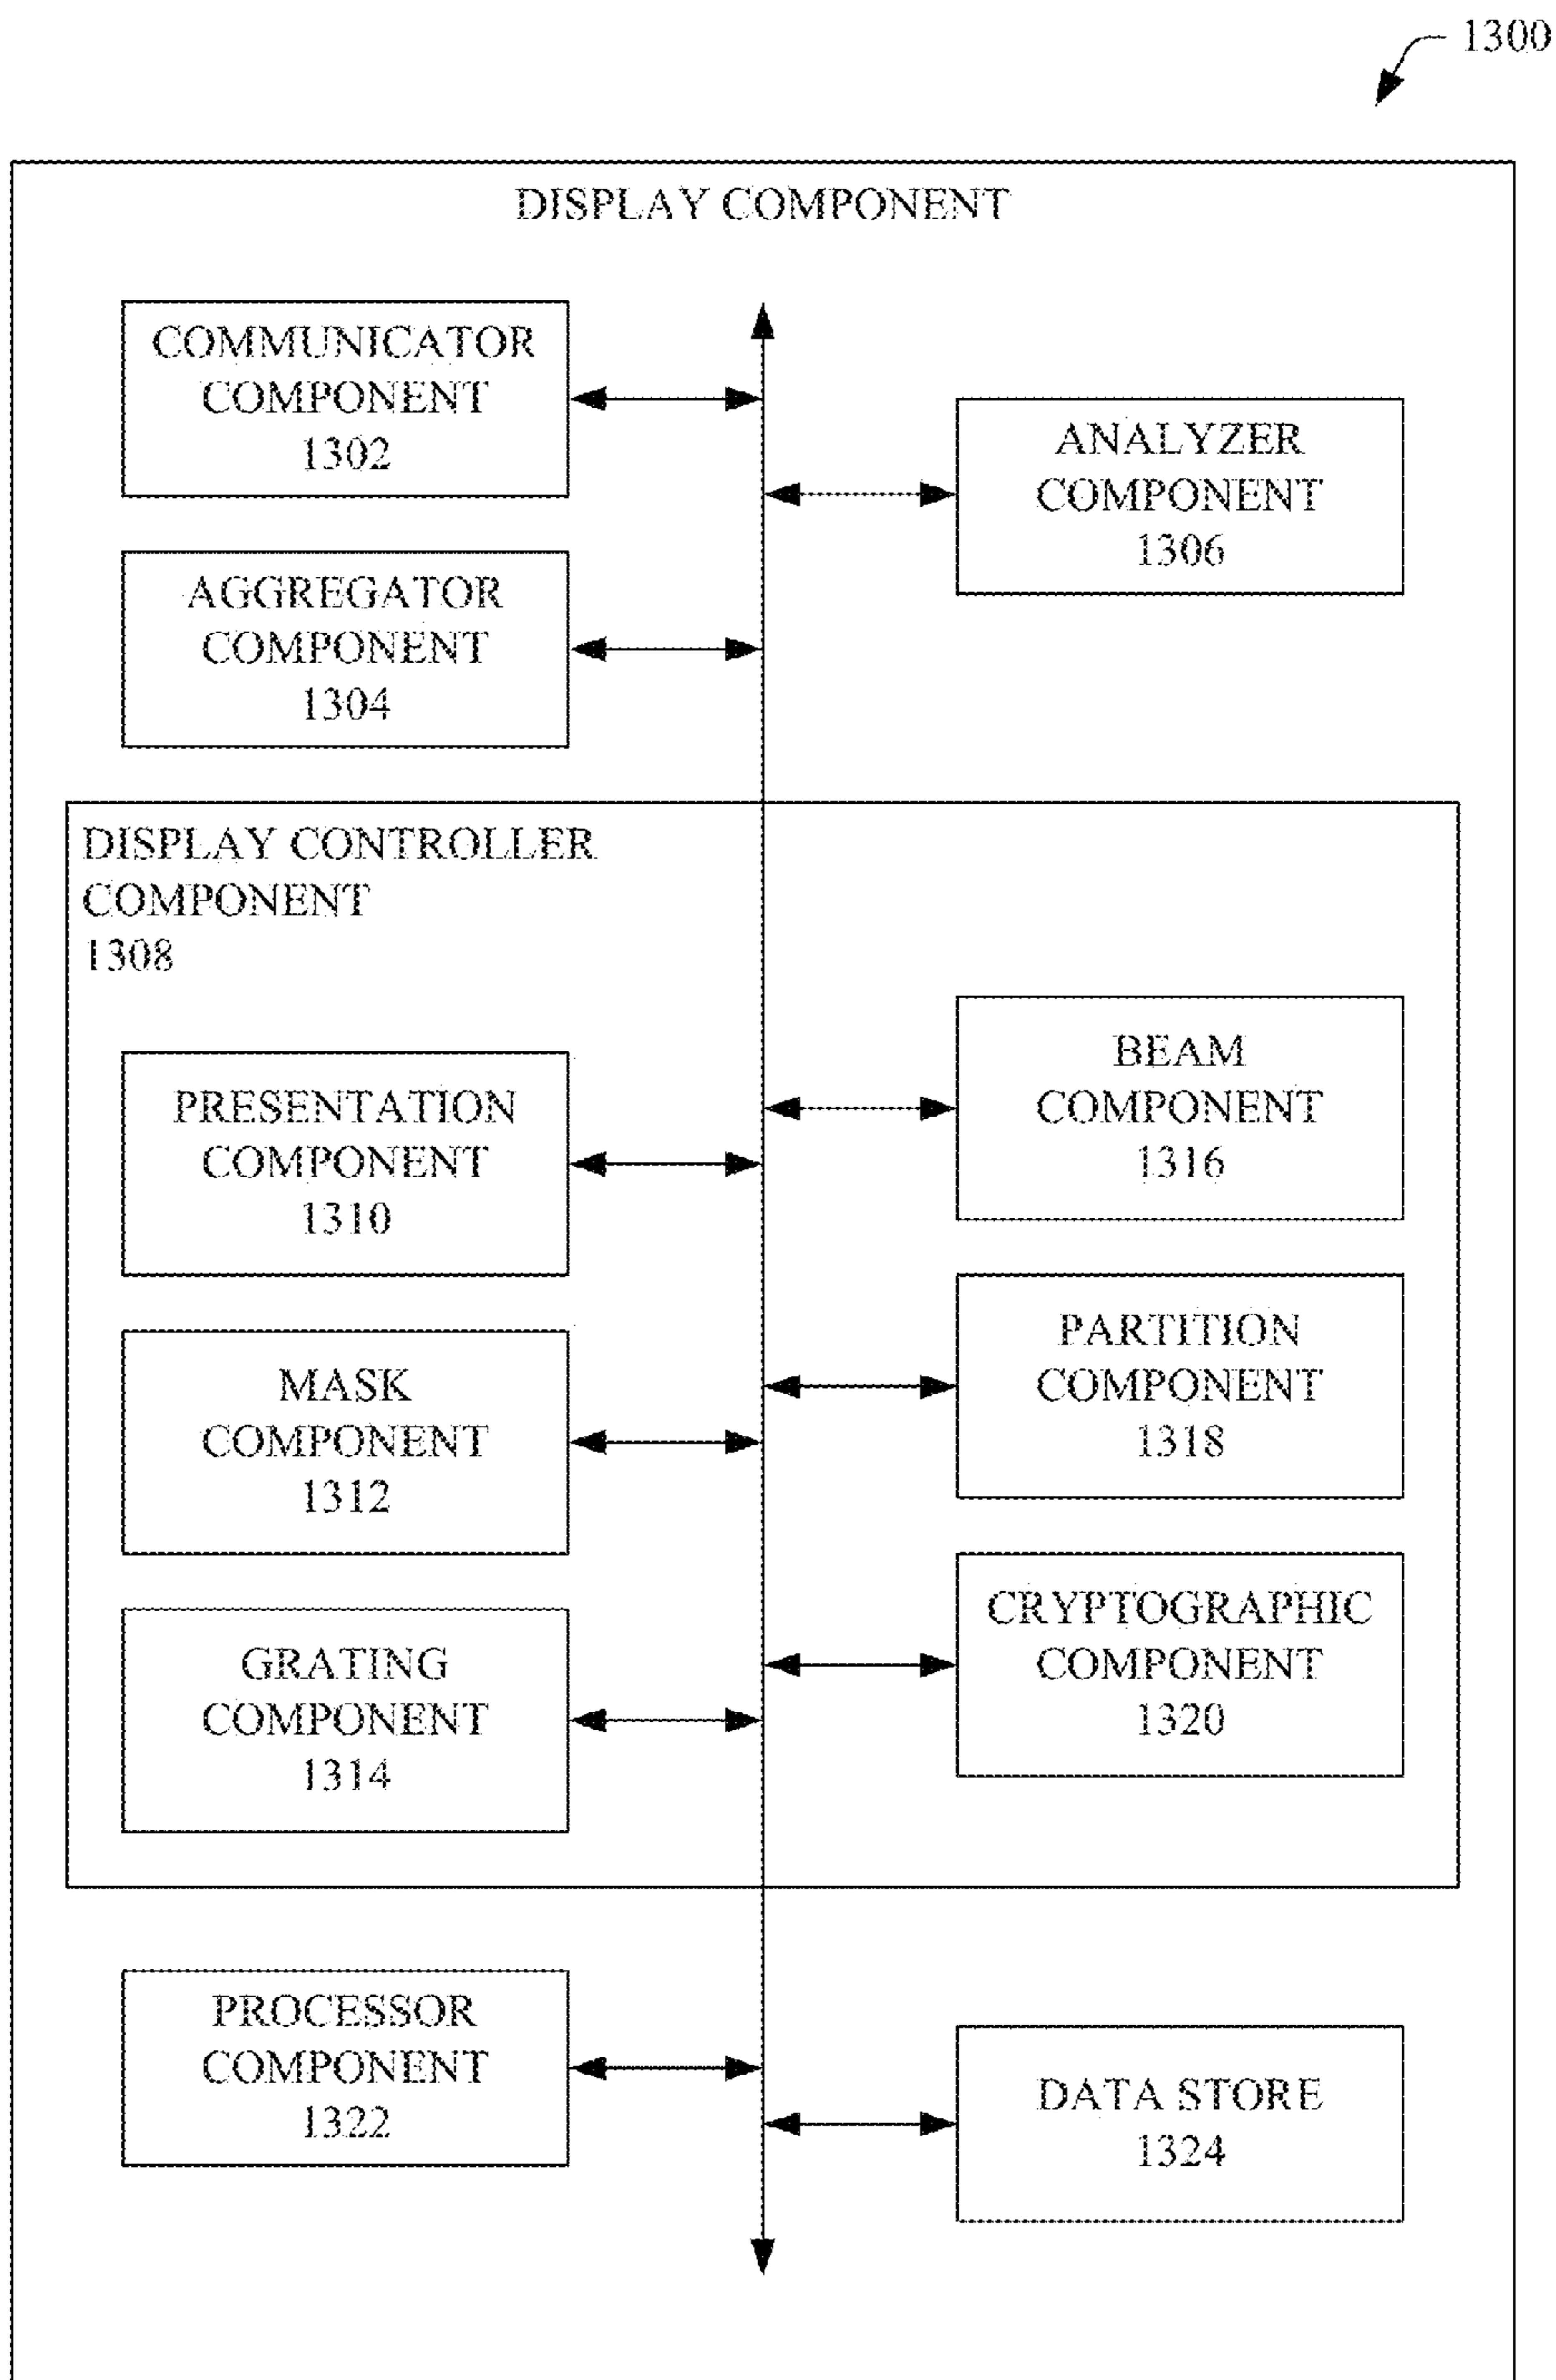 1300
DISPLAY COMPONENT
COMMUNICATOR
COMPONENT
1302
ANALYZER
COMPONENT
1306
AGGREGATOR
COMPONENT
1304
DISPLAY CONTROLLER
COMPONENT
1308
PRESENTATION
COMPONENT
1310
BEAM
COMPONENT
1316
MASK
COMPONENT
1312
PARTITION
COMPONENT
1318
GRATING
COMPONENT
1314
CRYPTOGRAPHIC
COMPONENT
1320
PROCESSOR
COMPONENT
1322
DATA STORE
1324